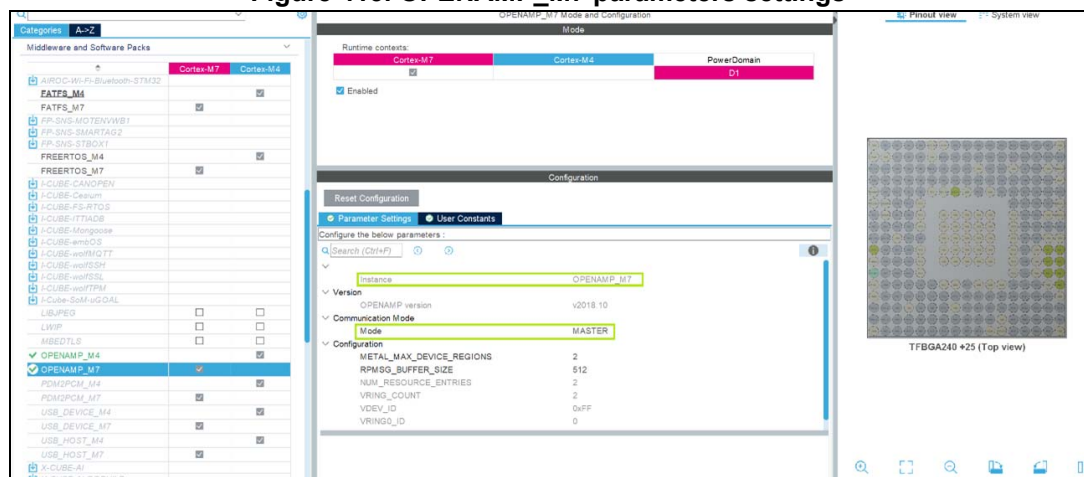 OPENAMP_M7 Mode and Configuration
Pinout view
System view
Categories A->Z
Middleware and Software Packs
Cortex-M7 Cortex-M4
AIROC-Wi-Fi-Bluetooth-STM32
FATFS_M4
FATFS_M7
FP-SNS-MOTENVWB1
FP-SNS-SMARTAG2
FP-SNS-STBOX1
FREERTOS_M4
FREERTOS_M7
I-CUBE-CANOPEN
I-CUBE-Cesium
I-CUBE-FS-RTOS
I-CUBE-ITTIADB
I-CUBE-Mongoose
I-CUBE-embOS
I-CUBE-wolfMQTT
I-CUBE-wolfSSH
I-CUBE-wolfSSL
I-CUBE-wolfTPM
I-Cube-SoM-uGOAL
LIBJPEG
LWIP
MBEDTLS
OPENAMP_M4
OPENAMP_M7
PDM2PCM_M4
PDM2PCM_M7
USB_DEVICE_M4
USB_DEVICE_M7
USB_HOST_M4
USB_HOST_M7
X-CUBE-AI
Mode
Runtime contexts:
Cortex-M7 Cortex-M4 PowerDomain
D1
Enabled
Configuration
Reset Configuration
Parameter Settings User Constants
Configure the below parameters :
Search (Ctrl+F)
Instance OPENAMP_M7
Version
OPENAMP version v2018.10
Communication Mode
Mode MASTER
Configuration
METAL_MAX_DEVICE_REGIONS 2
RPMSG_BUFFER_SIZE 512
NUM_RESOURCE_ENTRIES 2
VRING_COUNT 2
VDEV_ID 0xFF
VRING0_ID 0
TFBGA240 +25 (Top view)